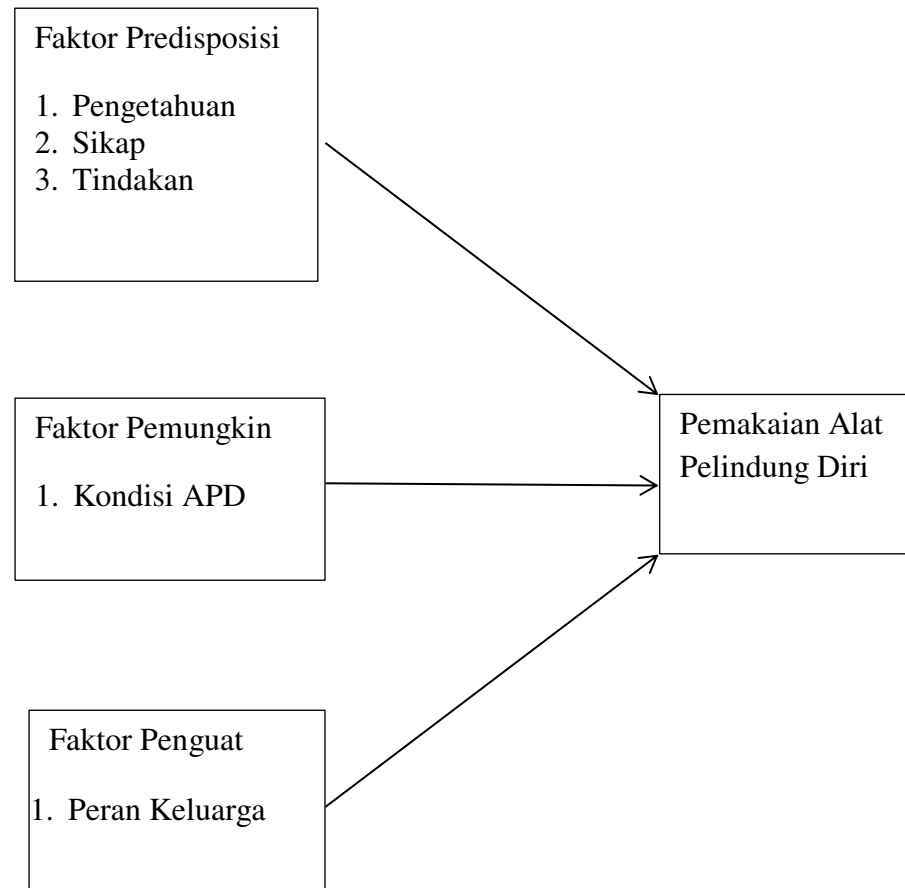 Faktor Predisposisi
1. Pengetahuan
2. Sikap
3. Tindakan
Faktor Pemungkin
1. Kondisi APD
Pemakaian Alat
Pelindung Diri
Faktor Penguat
1. Peran Keluarga